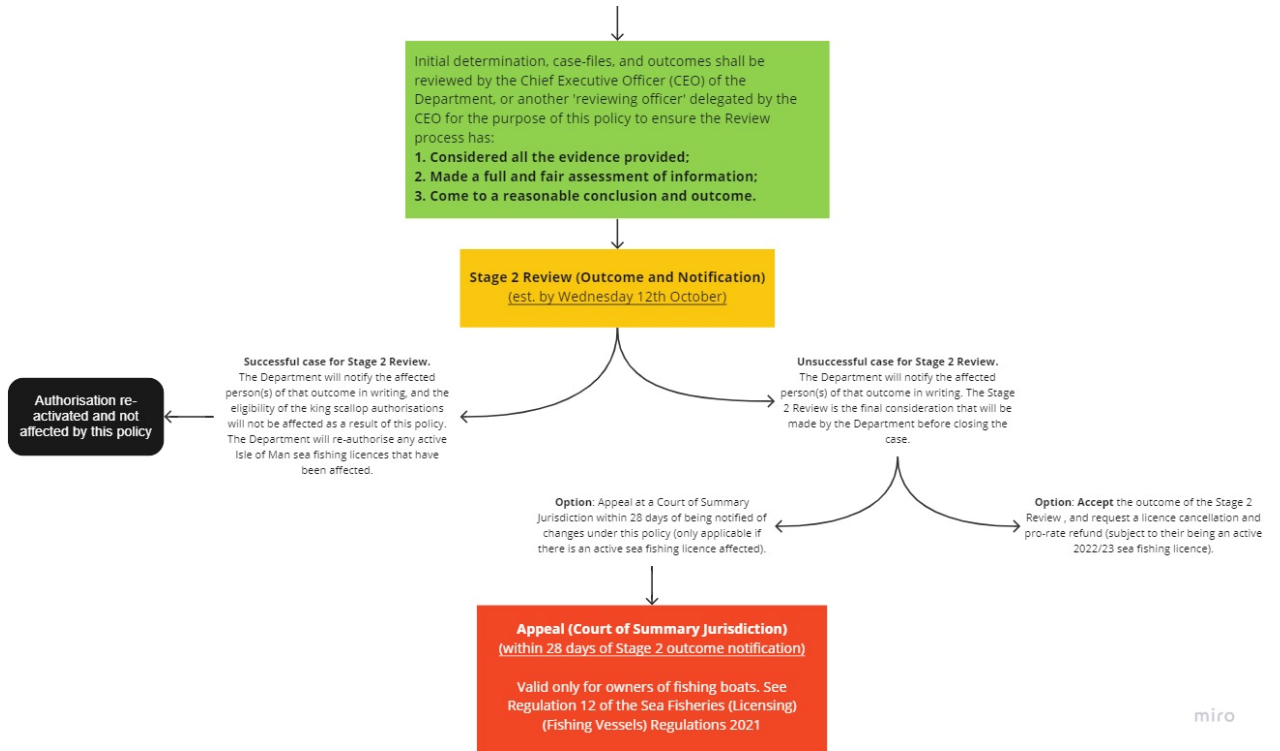 Initial determination, case-files, and outcomes shall be
reviewed by the Chief Executive Officer (CEO) of the
Department, or another 'reviewing officer' delegated by the
CEO for the purpose of this policy to ensure the Review
process has:
1. Considered all the evidence provided;
2. Made a full and fair assessment of information;
3. Come to a reasonable conclusion and outcome.
Stage 2 Review (Outcome and Notification)
(est. by Wednesday 12th October)
Successful case for Stage 2 Review.
The Department will notify the affected
person(s) of that outcome in writing, and the
eligibility of the king scallop authorisations
will not be affected as a result of this policy.
The Department will re-authorise any active
Isle of Man sea fishing licences that have
been affected.
Authorisation re-
activated and not
affected by this policy
Unsuccessful case for Stage 2 Review.
The Department will notify the affected
person(s) of that outcome in writing. The Stage
2 Review is the final consideration that will be
made by the Department before closing the
case.
Option: Appeal at a Court of Summary
Jurisdiction within 28 days of being notified of
changes under this policy (only applicable if
there is an active sea fishing licence affected).
Option: Accept the outcome of the Stage 2
Review , and request a licence cancellation and
pro-rate refund (subject to their being an active
2022/23 sea fishing licence).
Appeal (Court of Summary Jurisdiction)
(within 28 days of Stage 2 outcome notification)
Valid only for owners of fishing boats. See
Regulation 12 of the Sea Fisheries (Licensing)
(Fishing Vessels) Regulations 2021
miro